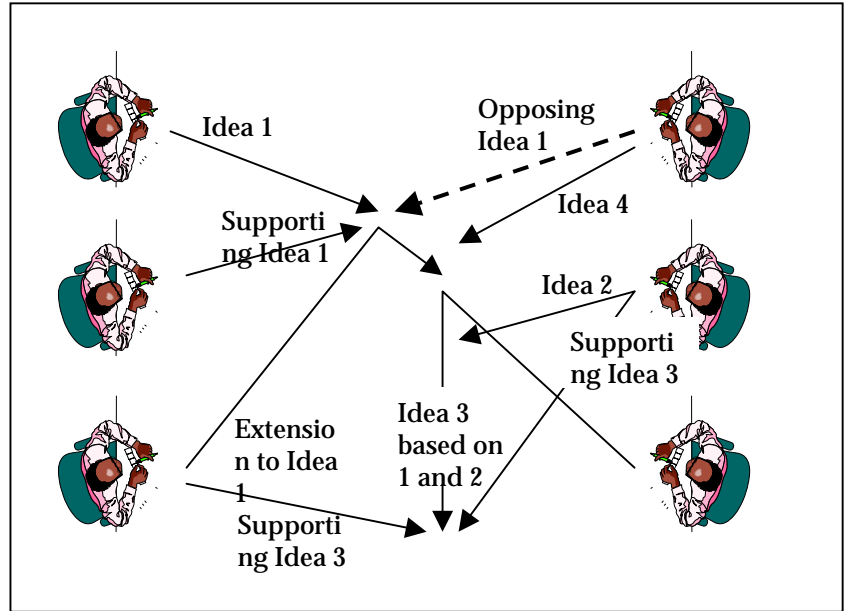 Idea 1
Opposing
Idea 1
Supporti
ng Idea 1
Idea 4
Idea 2
Supporti
ng Idea 3
Extensio
n to Idea
1
Idea 3
based on
1 and 2
Supporti
ng Idea 3